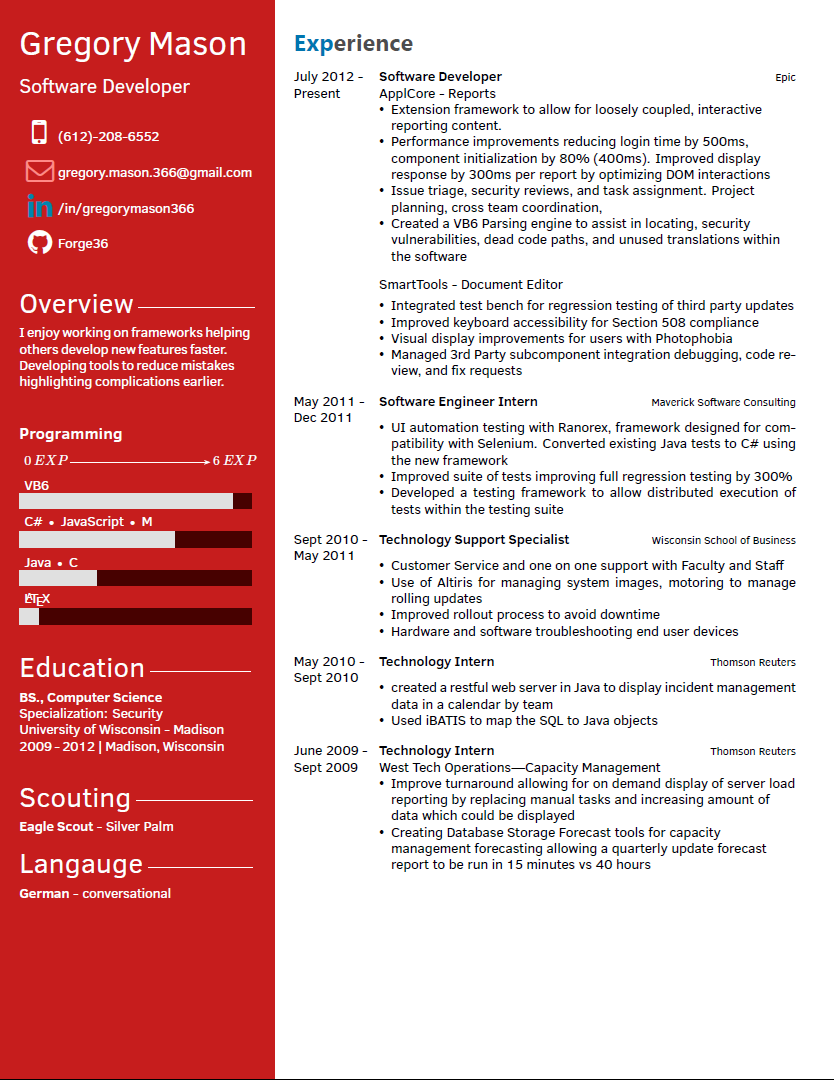 Gregory Mason
Software Developer
(612)-208-6552
gregory.mason.366@gmail.com
in /in/gregorymason366
Forge36
Overview
I enjoy working on frameworks helping
others develop new features faster.
Developing tools to reduce mistakes
highlighting complications earlier.
Programming
0 EXP 6 EXP
VB6
C# • JavaScript • M
Java • C
LATEX
Education
BS., Computer Science
Specialization: Security
University of Wisconsin - Madison
2009 - 2012 | Madison, Wisconsin
Scouting
Eagle Scout - Silver Palm
Langauge
German - conversational
Experience
July 2012 - Software Developer Epic
Present ApplCore - Reports
• Extension framework to allow for loosely coupled, interactive
reporting content.
• Performance improvements reducing login time by 500ms,
component initialization by 80% (400ms). Improved display
response by 300ms per report by optimizing DOM interactions
• Issue triage, security reviews, and task assignment. Project
planning, cross team coordination,
• Created a VB6 Parsing engine to assist in locating, security
vulnerabilities, dead code paths, and unused translations within
the software
SmartTools - Document Editor
• Integrated test bench for regression testing of third party updates
• Improved keyboard accessibility for Section 508 compliance
• Visual display improvements for users with Photophobia
• Managed 3rd Party subcomponent integration debugging, code re-
view, and fix requests
May 2011 - Software Engineer Intern Maverick Software Consulting
Dec 2011
• UI automation testing with Ranorex, framework designed for com-
patibility with Selenium. Converted existing Java tests to C# using
the new framework
• Improved suite of tests improving full regression testing by 300%
• Developed a testing framework to allow distributed execution of
tests within the testing suite
Sept 2010 - Technology Support Specialist Wisconsin School of Business
May 2011
• Customer Service and one on one support with Faculty and Staff
• Use of Altiris for managing system images, motoring to manage
rolling updates
• Improved rollout process to avoid downtime
• Hardware and software troubleshooting end user devices
May 2010 - Technology Intern Thomson Reuters
Sept 2010
• created a restful web server in Java to display incident management
data in a calendar by team
• Used iBATIS to map the SQL to Java objects
June 2009 - Technology Intern Thomson Reuters
Sept 2009 West Tech Operations—Capacity Management
• Improve turnaround allowing for on demand display of server load
reporting by replacing manual tasks and increasing amount of
data which could be displayed
• Creating Database Storage Forecast tools for capacity
management forecasting allowing a quarterly update forecast
report to be run in 15 minutes vs 40 hours